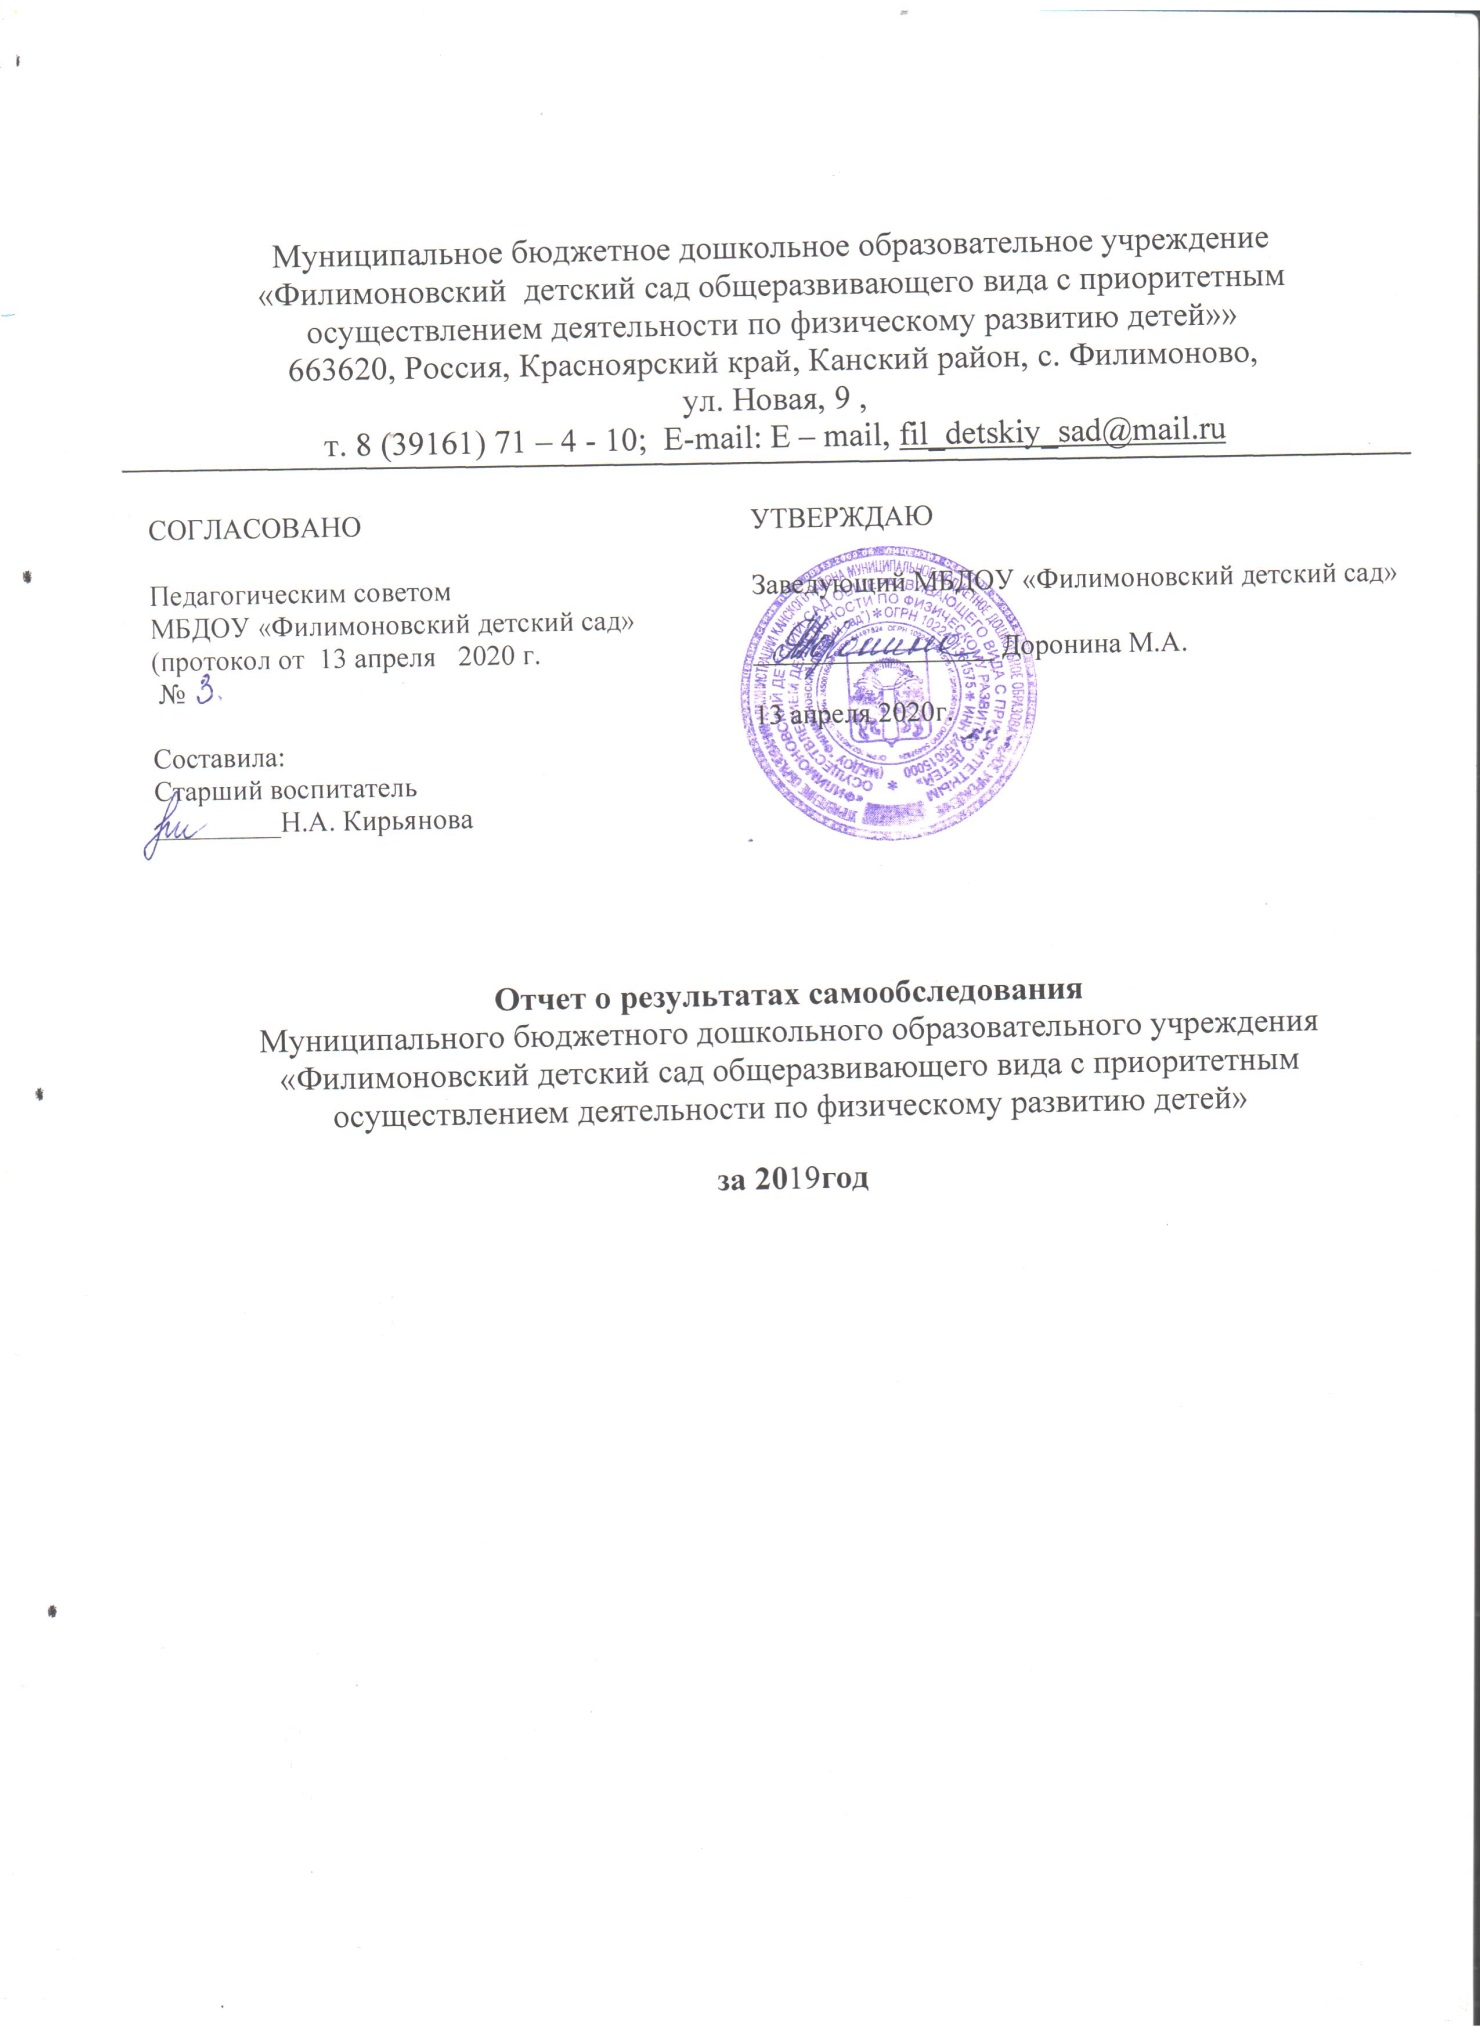 Муниципальное бюджетное дошкольное образовательное учреждение
«Филимоновский детский сад общеразвивающего вида с приоритетным
осуществлением деятельности по физическому развитию детей»»
663620, Россия, Красноярский край, Канский район, с. Филимоново,
ул. Новая, 9 ,
т. 8 (39161) 71 – 4 - 10; E-mail: E – mail, fil_detskiy_sad@mail.ru
СОГЛАСОВАНО
Педагогическим советом
МБДОУ «Филимоновский детский сад»
(протокол от 13 апреля 2020 г.
№ 3.
Составила:
Старший воспитатель
_________Н.А. Кирьянова
УТВЕРЖДАЮ
Заведующий МБДОУ «Филимоновский детский сад»
Доронина М.А.
13 апреля 2020г.
Отчет о результатах самообследования
Муниципального бюджетного дошкольного образовательного учреждения
«Филимоновский детский сад общеразвивающего вида с приоритетным
осуществлением деятельности по физическому развитию детей»
за 2019год